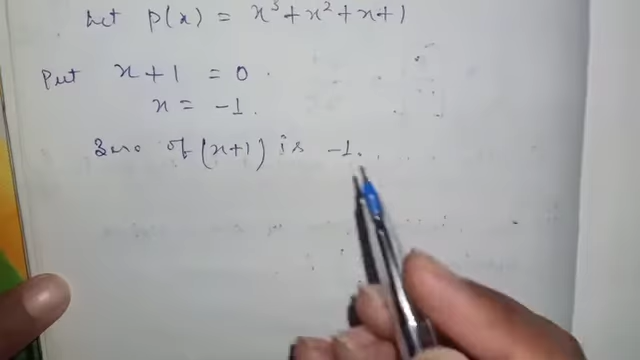 Let p(x) = x³ + x² + x + 1
Put x + 1 = 0.
x = -1.
Zero of (x+1) is -1.